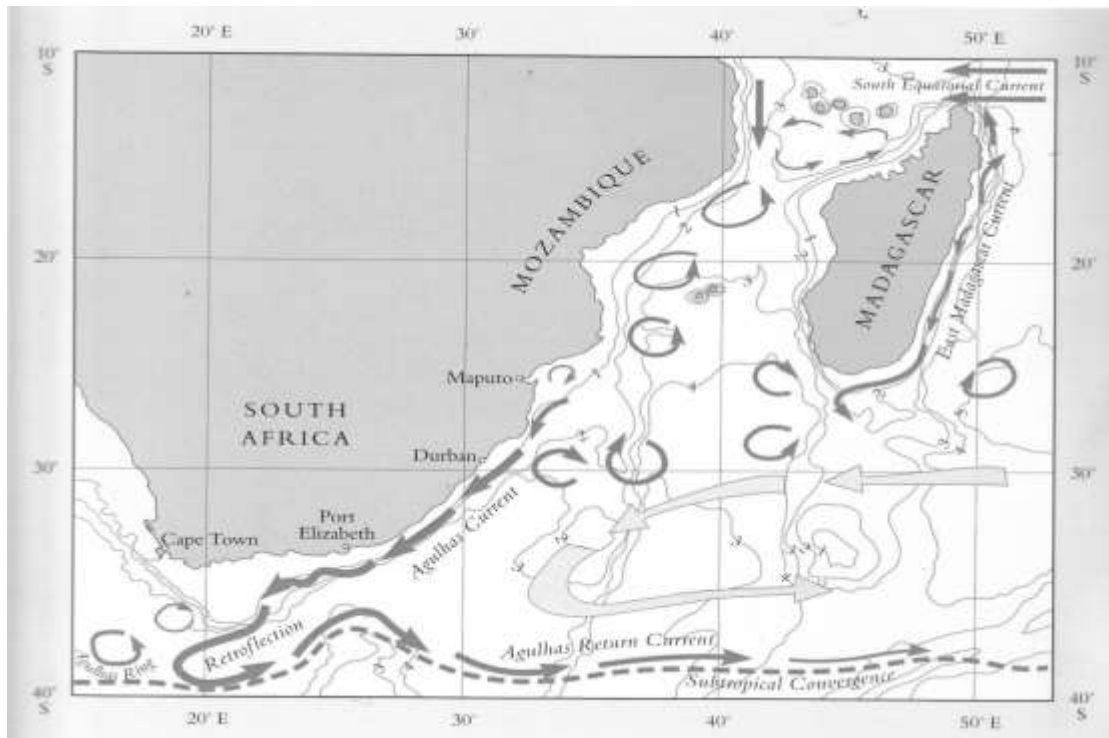 20° E
30°
40°
50° E
10°
S
10°
S
South Equatorial Current
MOZAMBIQUE
MADAGASCAR
East Madagascar Current
20°
20°
Maputo
SOUTH
AFRICA
Durban
30°
30°
Port
Elizabeth
Cape Town
Agulhas Current
Retroflection
Agulhas Return Current
Agulhas Ring
Subtropical Convergence
40°
S
40°
S
20° E
30°
40°
50° E